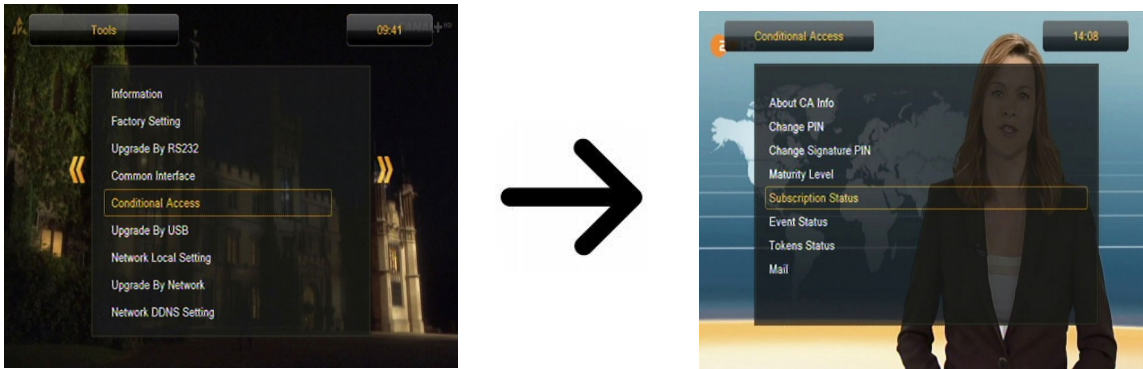 Tools
09:41
Information
Factory Setting
Upgrade By RS232
Common Interface
Conditional Access
Upgrade By USB
Network Local Setting
Upgrade By Network
Network DDNS Setting
Conditional Access
14:08
About CA Info
Change PIN
Change Signature PIN
Maturity Level
Subscription Status
Event Status
Tokens Status
Mail